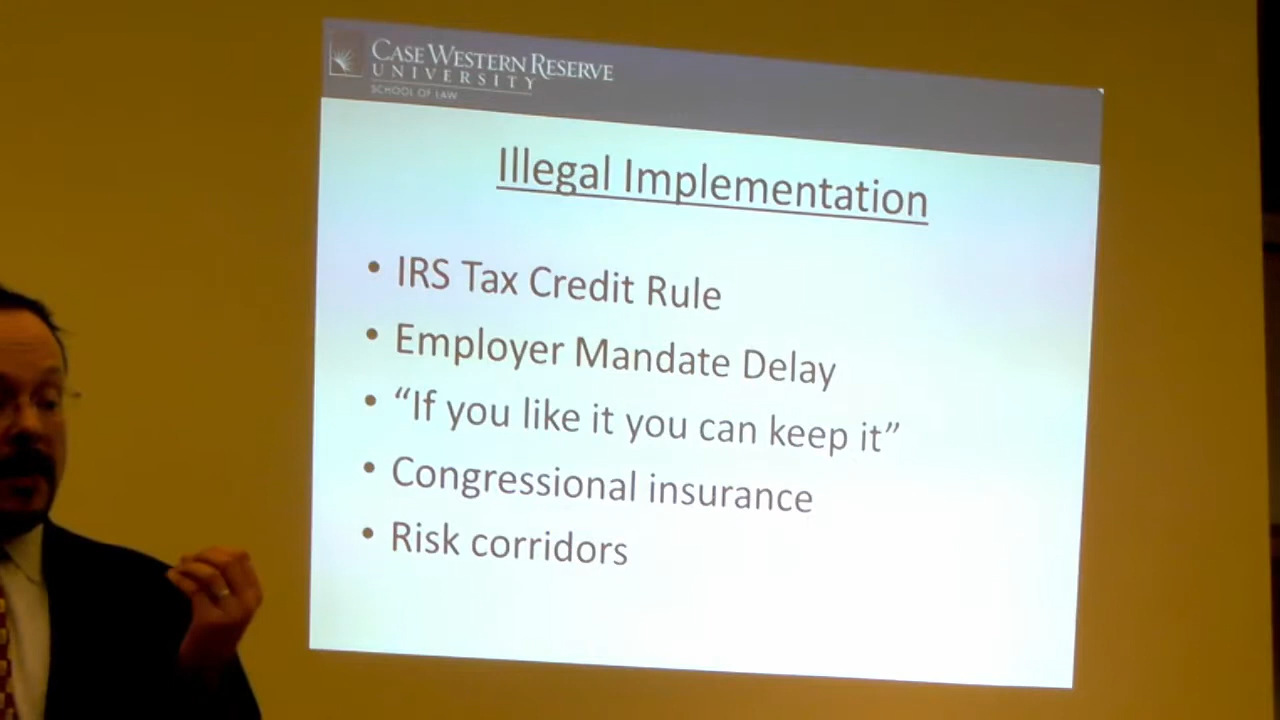 CASE WESTERN RESERVE
UNIVERSITY
SCHOOL OF LAW
Illegal Implementation
• IRS Tax Credit Rule
• Employer Mandate Delay
• “If you like it you can keep it”
• Congressional insurance
• Risk corridors